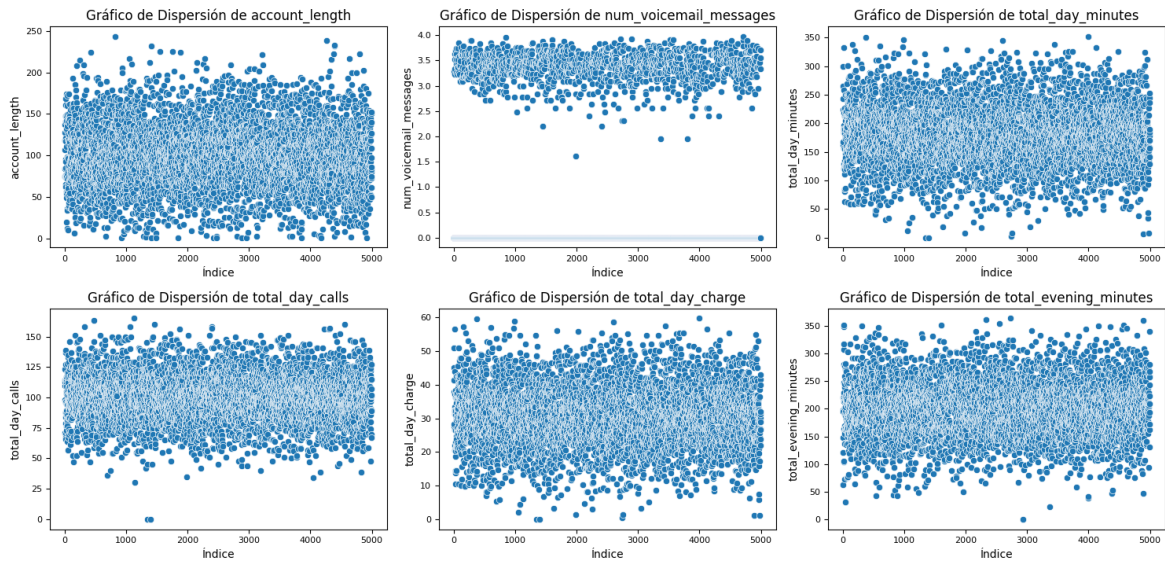 Gráfico de Dispersión de account_length
250
200
150
100
50
0
account_length
0 1000 2000 3000 4000 5000
Índice
Gráfico de Dispersión de num_voicemail_messages
4.0
3.5
3.0
2.5
2.0
1.5
1.0
0.5
0.0
num_voicemail_messages
0 1000 2000 3000 4000 5000
Índice
Gráfico de Dispersión de total_day_minutes
350
300
250
200
150
100
50
0
total_day_minutes
0 1000 2000 3000 4000 5000
Índice
Gráfico de Dispersión de total_day_calls
150
125
100
75
50
25
0
total_day_calls
0 1000 2000 3000 4000 5000
Índice
Gráfico de Dispersión de total_day_charge
60
50
40
30
20
10
0
total_day_charge
0 1000 2000 3000 4000 5000
Índice
Gráfico de Dispersión de total_evening_minutes
350
300
250
200
150
100
50
0
total_evening_minutes
0 1000 2000 3000 4000 5000
Índice